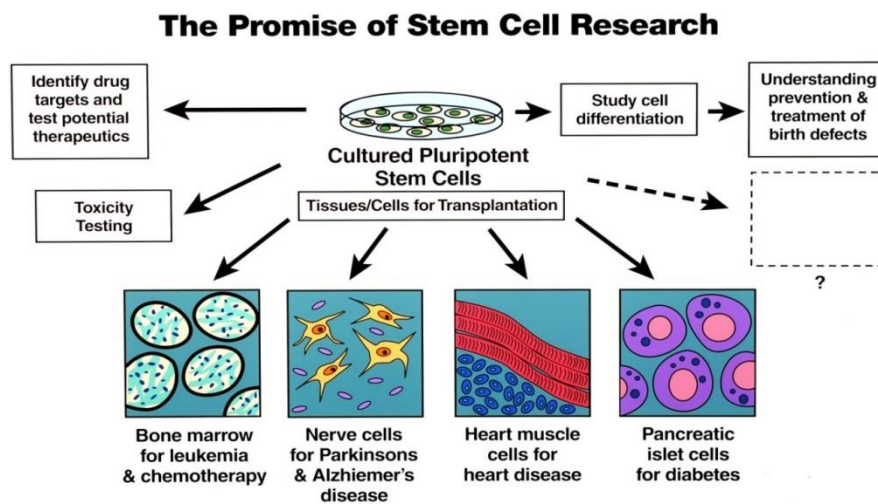 The Promise of Stem Cell Research
Identify drug
targets and
test potential
therapeutics
Cultured Pluripotent
Stem Cells
Study cell
differentiation
Understanding
prevention &
treatment of
birth defects
Toxicity
Testing
Tissues/Cells for Transplantation
?
Bone marrow
for leukemia
& chemotherapy
Nerve cells
for Parkinsons
& Alzhiemer's
disease
Heart muscle
cells for
heart disease
Pancreatic
islet cells
for diabetes